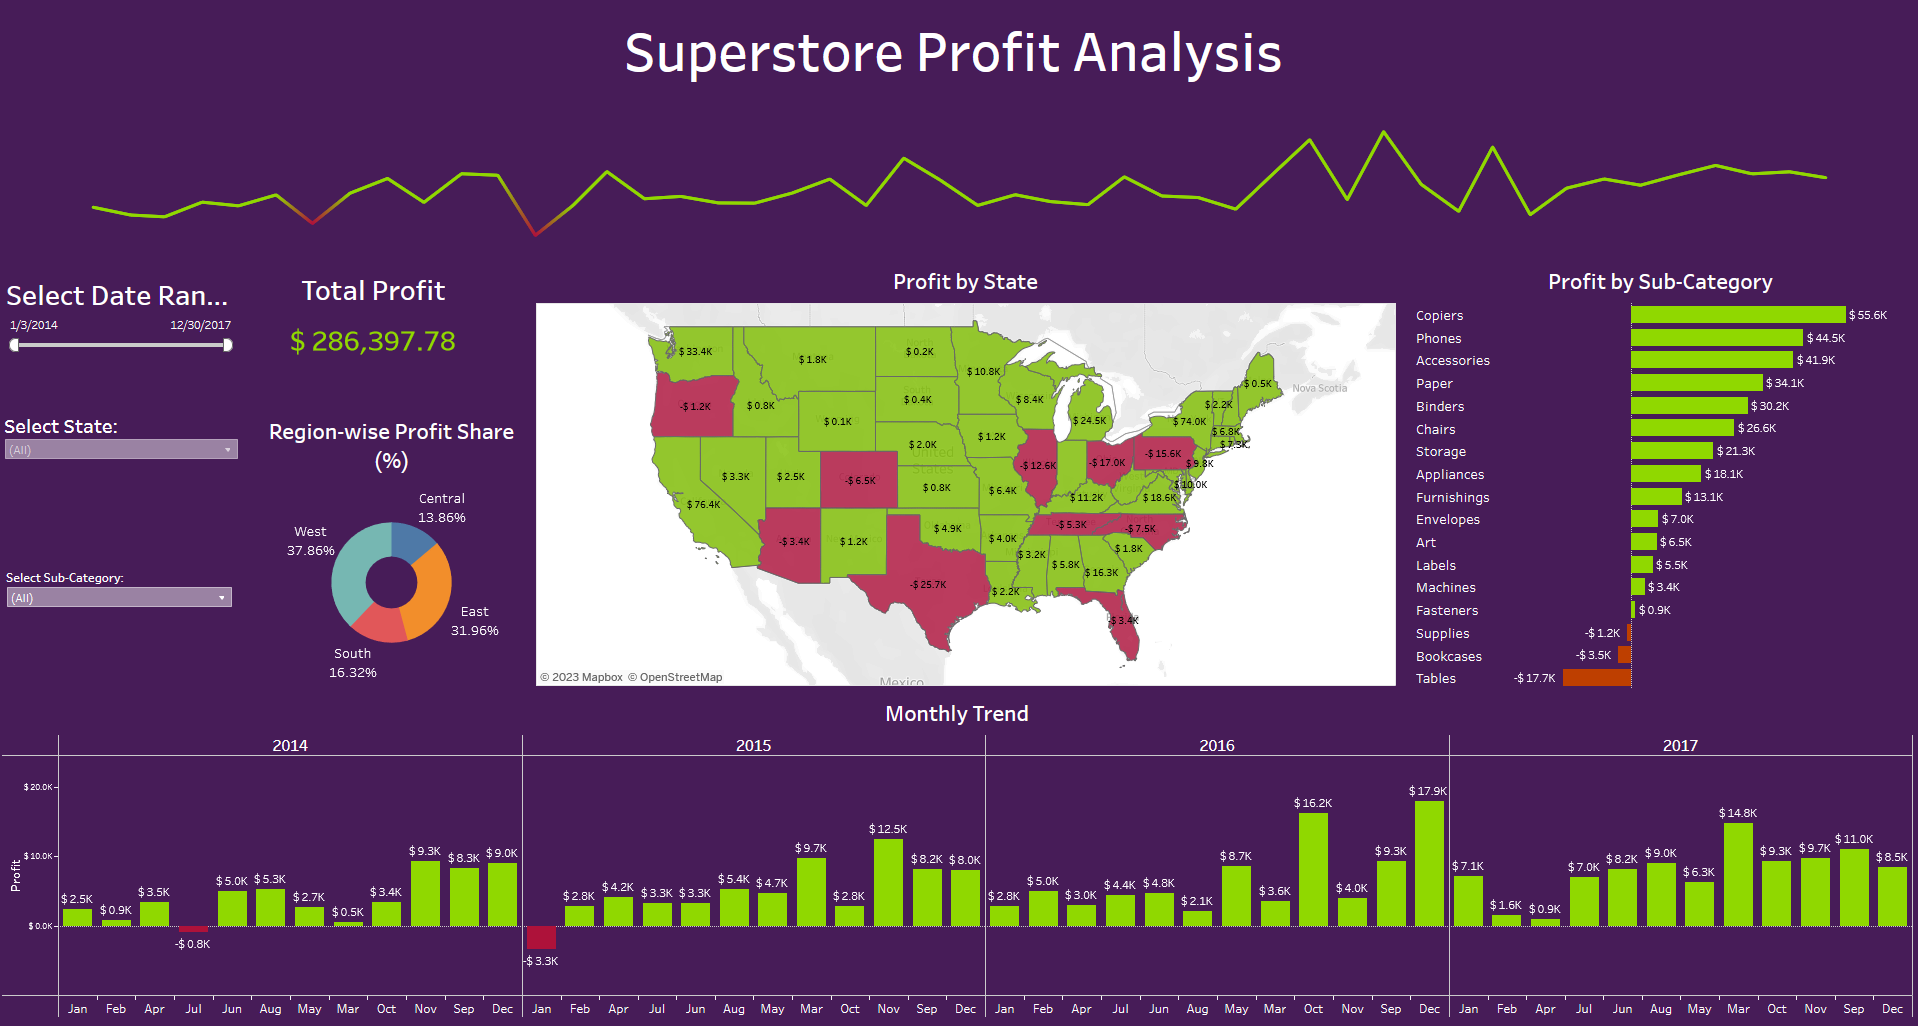 Superstore Profit Analysis
Select Date Ran...
1/3/2014 12/30/2017
Total Profit
$ 286,397.78
Select State:
(All)
Select Sub-Category:
(All)
Region-wise Profit Share
(%)
Central
13.86%
West
37.86%
East
31.96%
South
16.32%
Profit by State
$ 33.4K
$ 1.8K
$ 0.2K
$ 10.8K
$ 0.5K
Nova Scotia
-$ 1.2K
$ 0.8K
$ 0.1K
$ 0.4K
$ 8.4K
$ 24.5K
$ 2.2K
$ 74.0K
$ 6.8K
$ 7.3K
$ 1.2K
$ 2.0K
United
States
-$ 12.6K
-$ 17.0K
-$ 15.6K
$ 9.8K
$ 10.0K
$ 76.4K
$ 3.3K
$ 2.5K
-$ 6.5K
$ 0.8K
$ 6.4K
$ 11.2K
$ 18.6K
-$ 3.4K
$ 1.2K
$ 4.9K
$ 4.0K
-$ 5.3K
-$ 7.5K
-$ 25.7K
$ 2.2K
$ 3.2K
$ 5.8K
$ 16.3K
$ 1.8K
-$ 3.4K
© 2023 Mapbox © OpenStreetMap
Mexico
Profit by Sub-Category
Copiers $ 55.6K
Phones $ 44.5K
Accessories $ 41.9K
Paper $ 34.1K
Binders $ 30.2K
Chairs $ 26.6K
Storage $ 21.3K
Appliances $ 18.1K
Furnishings $ 13.1K
Envelopes $ 7.0K
Art $ 6.5K
Labels $ 5.5K
Machines $ 3.4K
Fasteners $ 0.9K
Supplies -$ 1.2K
Bookcases -$ 3.5K
Tables -$ 17.7K
Monthly Trend
2014 2015 2016 2017
Profit
$ 20.0K
$ 10.0K
$ 0.0K
$ 2.5K $ 0.9K $ 3.5K -$ 0.8K $ 5.0K $ 5.3K $ 2.7K $ 0.5K $ 3.4K $ 9.3K $ 8.3K $ 9.0K
-$ 3.3K $ 2.8K $ 4.2K $ 3.3K $ 3.3K $ 5.4K $ 4.7K $ 9.7K $ 2.8K $ 12.5K $ 8.2K $ 8.0K
$ 2.8K $ 5.0K $ 3.0K $ 4.4K $ 4.8K $ 2.1K $ 8.7K $ 3.6K $ 16.2K $ 4.0K $ 9.3K $ 17.9K
$ 7.1K $ 1.6K $ 0.9K $ 7.0K $ 8.2K $ 9.0K $ 6.3K $ 14.8K $ 9.3K $ 9.7K $ 11.0K $ 8.5K
Jan Feb Apr Jul Jun Aug May Mar Oct Nov Sep Dec Jan Feb Apr Jul Jun Aug May Mar Oct Nov Sep Dec Jan Feb Apr Jul Jun Aug May Mar Oct Nov Sep Dec Jan Feb Apr Jul Jun Aug May Mar Oct Nov Sep Dec